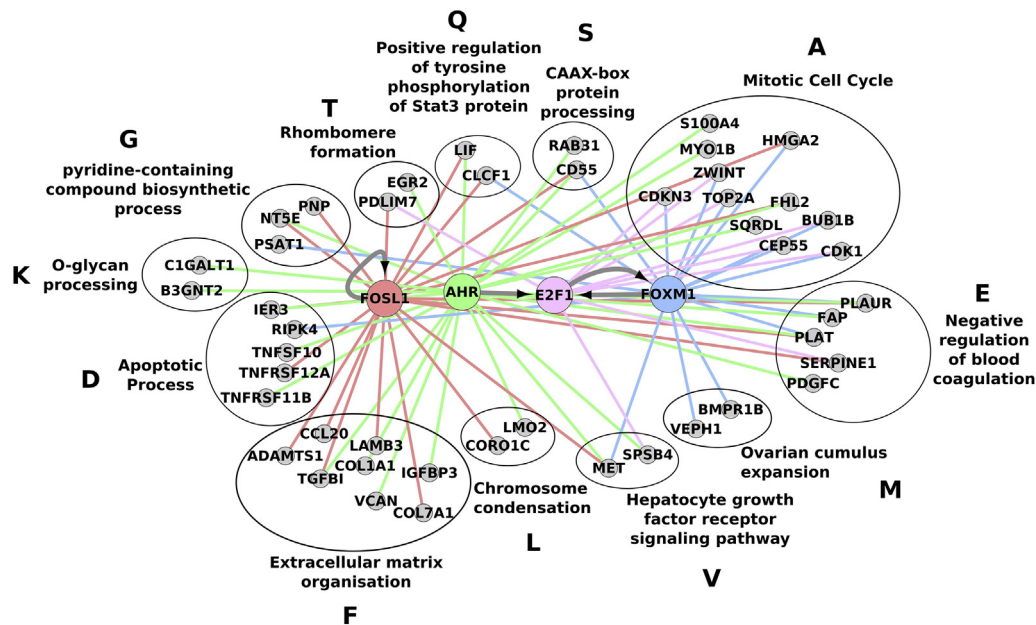 Q
Positive regulation
of tyrosine
phosphorylation
of Stat3 protein
S
CAAX-box
protein
processing
A
Mitotic Cell Cycle
T
Rhombomere
formation
G
pyridine-containing
compound biosynthetic
process
K
O-glycan
processing
LIF
CLCF1
RAB31
CD55
S100A4
HMGA2
MYO1B
ZWINT
CDKN3
TOP2A
FHL2
SQRDL
BUB1B
CEP55
CDK1
EGR2
PDLIM7
PNP
NT5E
PSAT1
C1GALT1
B3GNT2
FOSL1
AHR
E2F1
FOXM1
IER3
RIPK4
TNFSF10
TNFRSF12A
TNFRSF11B
D
Apoptotic
Process
PLAUR
FAP
PLAT
SERPINE1
PDGFC
E
Negative
regulation
of blood
coagulation
CCL20
ADAMTS1
LAMB3
COL1A1
TGFBI
IGFBP3
VCAN
COL7A1
Extracellular matrix
organisation
F
LMO2
CORO1C
Chromosome
condensation
L
SPSB4
MET
Hepatocyte growth
factor receptor
signaling pathway
V
BMPR1B
VEPH1
Ovarian cumulus
expansion
M